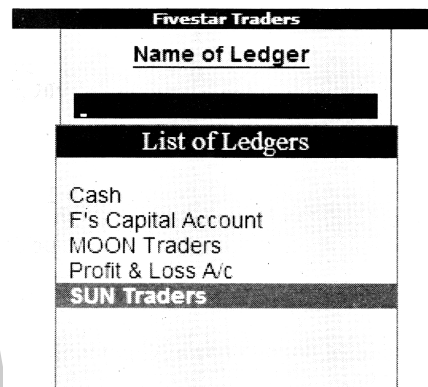 Fivestar Traders
Name of Ledger
List of Ledgers
Cash
F's Capital Account
MOON Traders
Profit & Loss A/c
SUN Traders